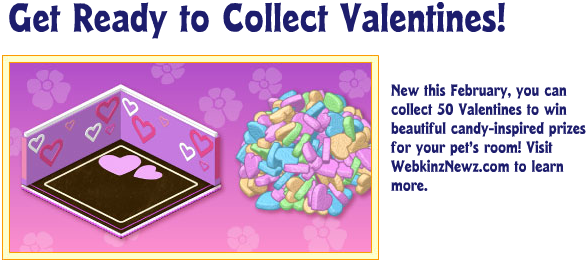 Get Ready to Collect Valentines!
New this February, you can
collect 50 Valentines to win
beautiful candy-inspired prizes
for your pet's room! Visit
WebkinzNewz.com to learn
more.